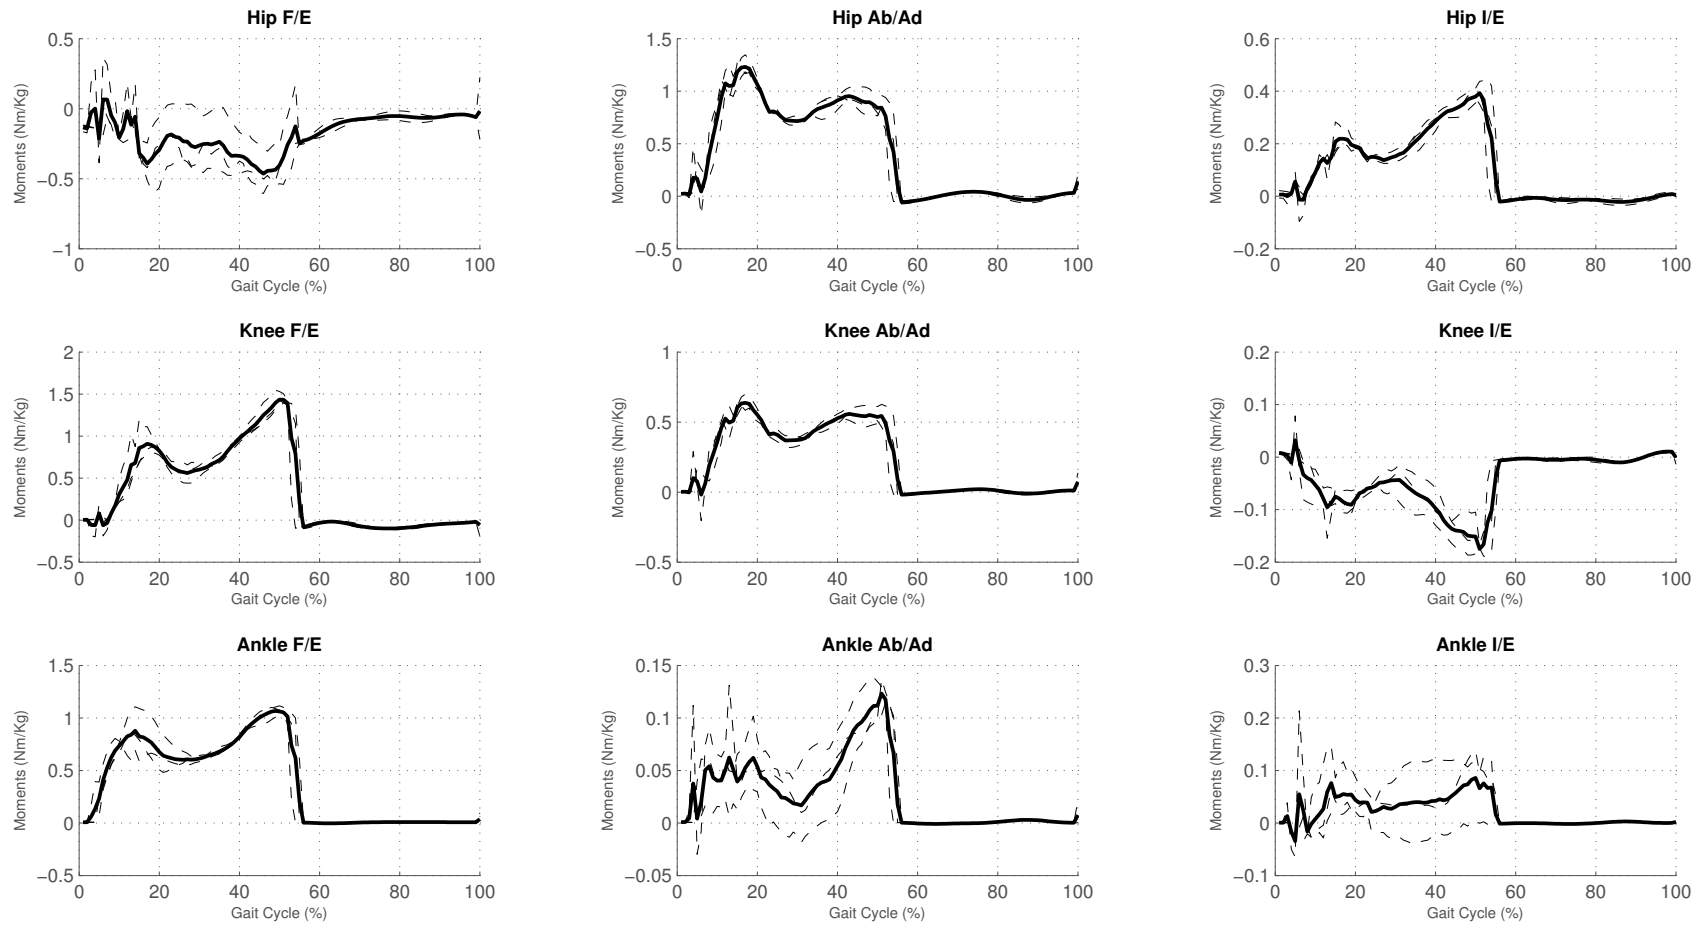 Hip F/E
Moments (Nm/Kg)
0.5
0
−0.5
−1
0 20 40 60 80 100
Gait Cycle (%)
Hip Ab/Ad
Moments (Nm/Kg)
1.5
1
0.5
0
−0.5
0 20 40 60 80 100
Gait Cycle (%)
Hip I/E
Moments (Nm/Kg)
0.6
0.4
0.2
0
−0.2
0 20 40 60 80 100
Gait Cycle (%)
Knee F/E
Moments (Nm/Kg)
2
1.5
1
0.5
0
−0.5
0 20 40 60 80 100
Gait Cycle (%)
Knee Ab/Ad
Moments (Nm/Kg)
1
0.5
0
−0.5
0 20 40 60 80 100
Gait Cycle (%)
Knee I/E
Moments (Nm/Kg)
0.2
0.1
0
−0.1
−0.2
0 20 40 60 80 100
Gait Cycle (%)
Ankle F/E
Moments (Nm/Kg)
1.5
1
0.5
0
−0.5
0 20 40 60 80 100
Gait Cycle (%)
Ankle Ab/Ad
Moments (Nm/Kg)
0.15
0.1
0.05
0
−0.05
0 20 40 60 80 100
Gait Cycle (%)
Ankle I/E
Moments (Nm/Kg)
0.3
0.2
0.1
0
−0.1
0 20 40 60 80 100
Gait Cycle (%)